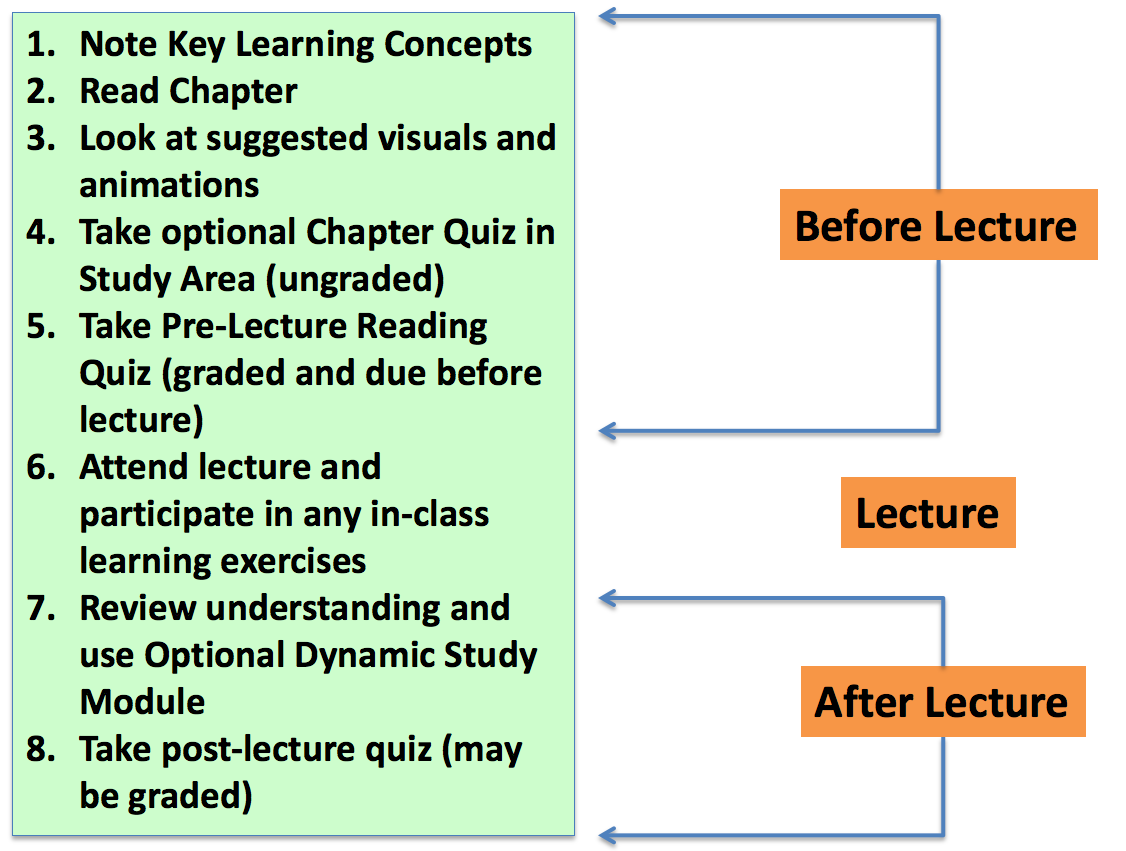 1. Note Key Learning Concepts
2. Read Chapter
3. Look at suggested visuals and
animations
4. Take optional Chapter Quiz in
Study Area (ungraded)
5. Take Pre-Lecture Reading
Quiz (graded and due before
lecture)
6. Attend lecture and
participate in any in-class
learning exercises
7. Review understanding and
use Optional Dynamic Study
Module
8. Take post-lecture quiz (may
be graded)
Before Lecture
Lecture
After Lecture